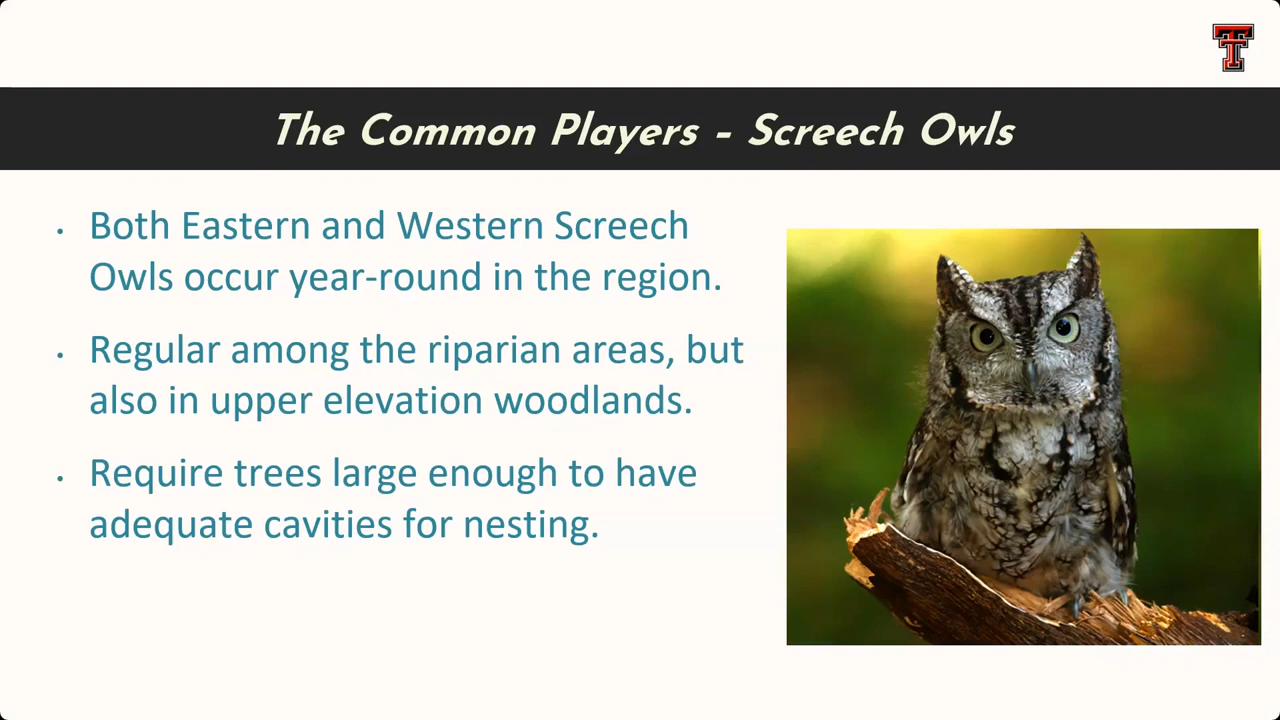 The Common Players - Screech Owls
• Both Eastern and Western Screech
Owls occur year-round in the region.
• Regular among the riparian areas, but
also in upper elevation woodlands.
• Require trees large enough to have
adequate cavities for nesting.